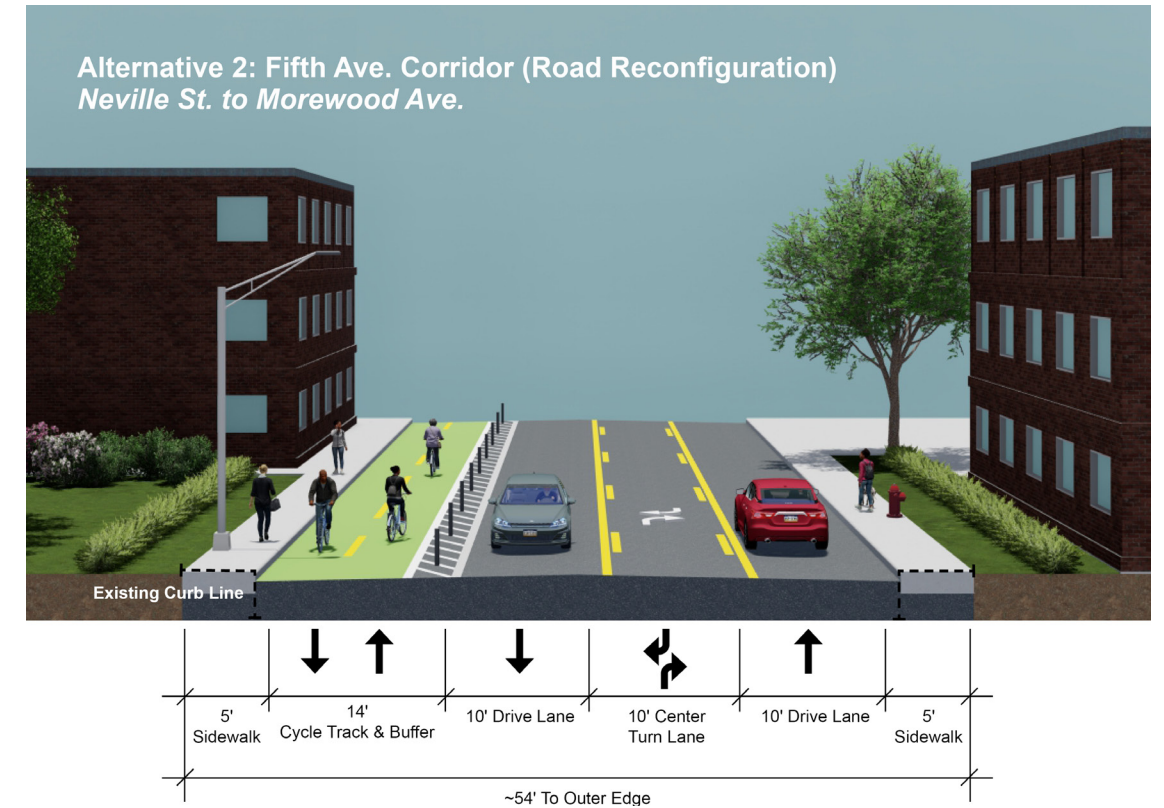 Alternative 2: Fifth Ave. Corridor (Road Reconfiguration)
Neville St. to Morewood Ave.
Existing Curb Line
5'
Sidewalk
14'
Cycle Track & Buffer
10' Drive Lane
10' Center
Turn Lane
10' Drive Lane
5'
Sidewalk
~54' To Outer Edge